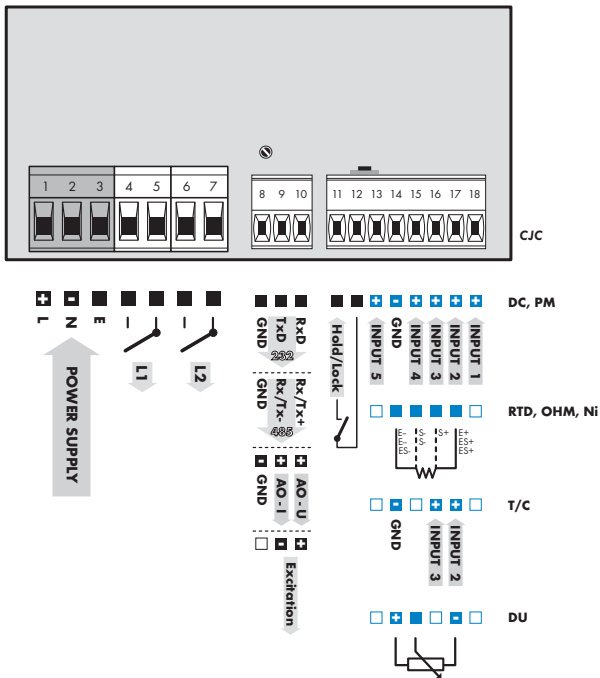 1 2 3 4 5 6 7 8 9 10 11 12 13 14 15 16 17 18
CJC
L
N
E
POWER SUPPLY
L1
L2
GND
TxD
RxD
232
GND
Rx/Tx-
Rx/Tx+
485
GND
AO - I
AO - U
Excitation
Hold/Lock
DC, PM
INPUT 5
GND
INPUT 4
INPUT 3
INPUT 2
INPUT 1
RTD, OHM, Ni
E- S- S+ E+
E- S- ES+
ES- ES+
T/C
GND
INPUT 3
INPUT 2
DU